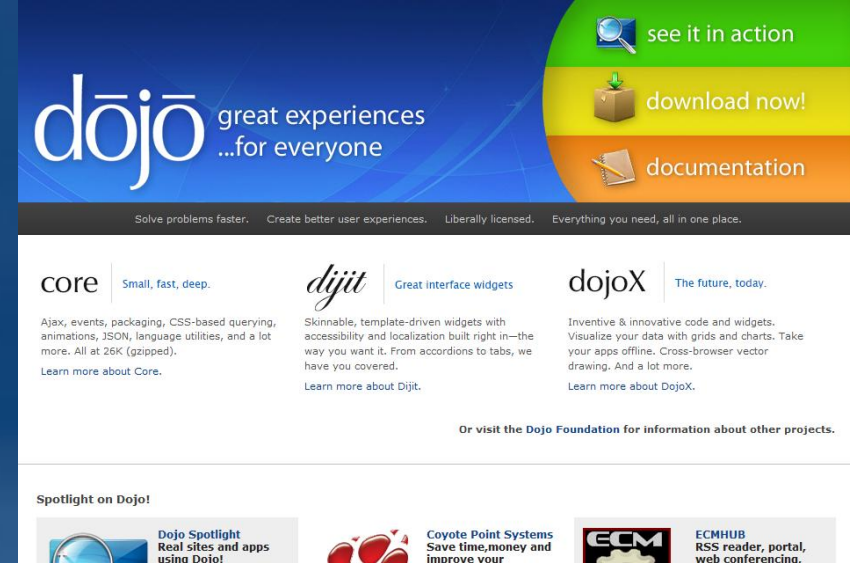 see it in action
download now!
documentation
dōjō
great experiences
...for everyone
Solve problems faster. Create better user experiences. Liberally licensed. Everything you need, all in one place.
core
Small, fast, deep.
Ajax, events, packaging, CSS-based querying,
animations, JSON, language utilities, and a lot
more. All at 26K (gzipped).
Learn more about Core.
dijit
Great interface widgets
Skinnable, template-driven widgets with
accessibility and localization built right in—the
way you want it. From accordions to tabs, we
have you covered.
Learn more about Dijit.
dojoX
The future, today.
Inventive & innovative code and widgets.
Visualize your data with grids and charts. Take
your apps offline. Cross-browser vector
drawing. And a lot more.
Learn more about DojoX.
Or visit the Dojo Foundation for information about other projects.
Spotlight on Dojo!
Dojo Spotlight
Real sites and apps
using Dojo!
Coyote Point Systems
Save time,money and
improve your
ECM
ECMHUB
RSS reader, portal,
web conferencing,